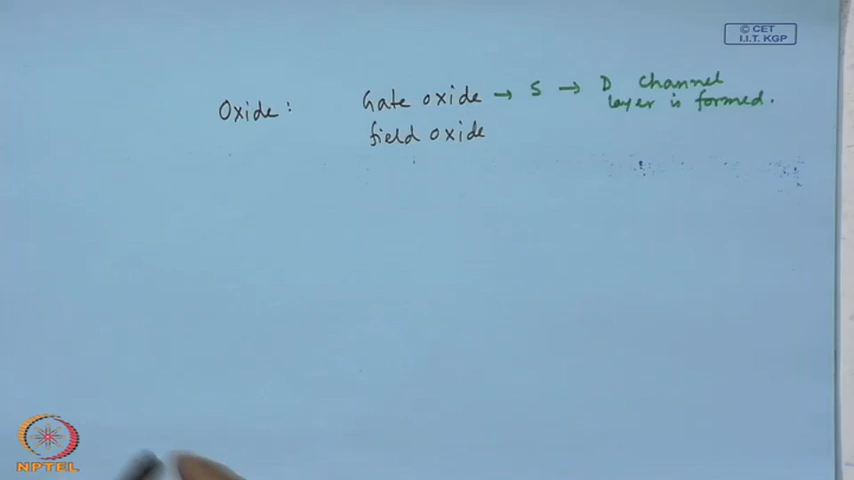 © CET
I.I.T. KGP
Oxide: Gate oxide → S → D channel
layer is formed.
field oxide
NPTEL